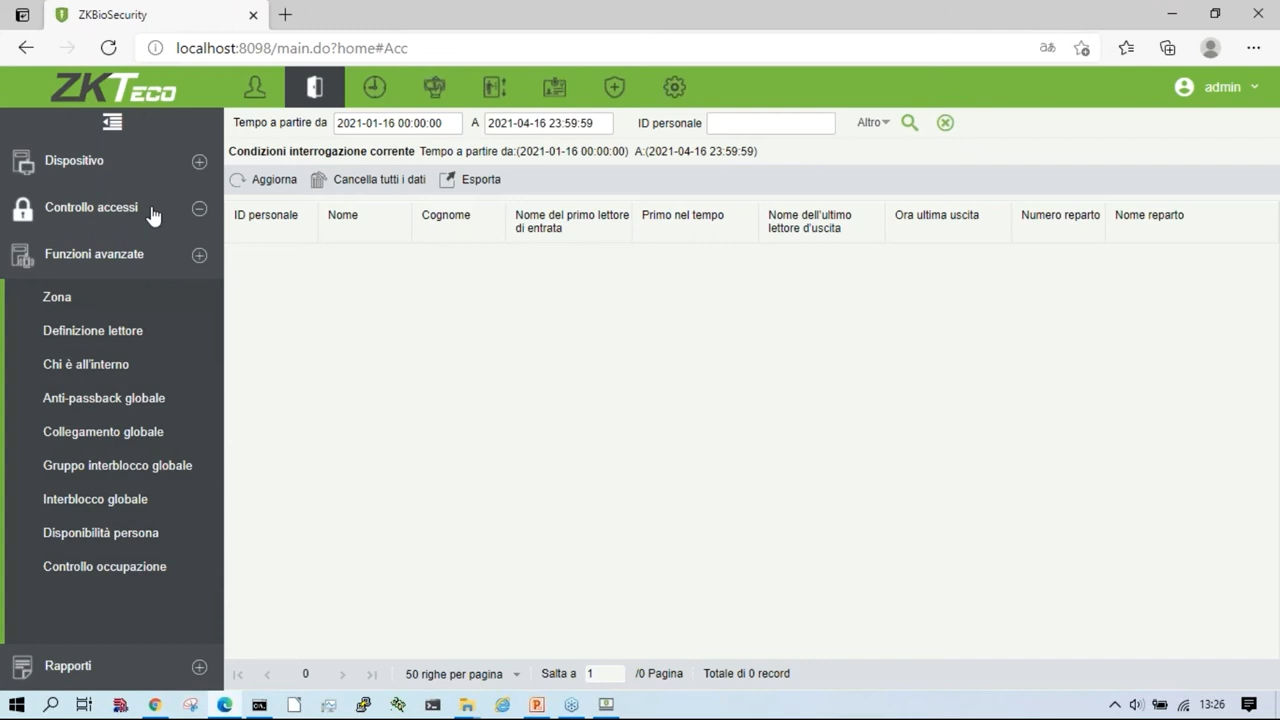 ZKBioSecurity
localhost:8098/main.do?home#Acc
ZKTECO
admin
Tempo a partire da 2021-01-16 00:00:00 A 2021-04-16 23:59:59 ID personale Altro
Condizioni interrogazione corrente Tempo a partire da:(2021-01-16 00:00:00) A:(2021-04-16 23:59:59)
Aggiorna Cancella tutti i dati Esporta
ID personale Nome Cognome Nome del primo lettore di entrata Primo nel tempo Nome dell'ultimo lettore d'uscita Ora ultima uscita Numero reparto Nome reparto
Dispositivo
Controllo accessi
Funzioni avanzate
Zona
Definizione lettore
Chi è all'interno
Anti-passback globale
Collegamento globale
Gruppo interblocco globale
Interblocco globale
Disponibilità persona
Controllo occupazione
Rapporti
0 50 righe per pagina Salta a 1 /0 Pagina Totale di 0 record
13:26